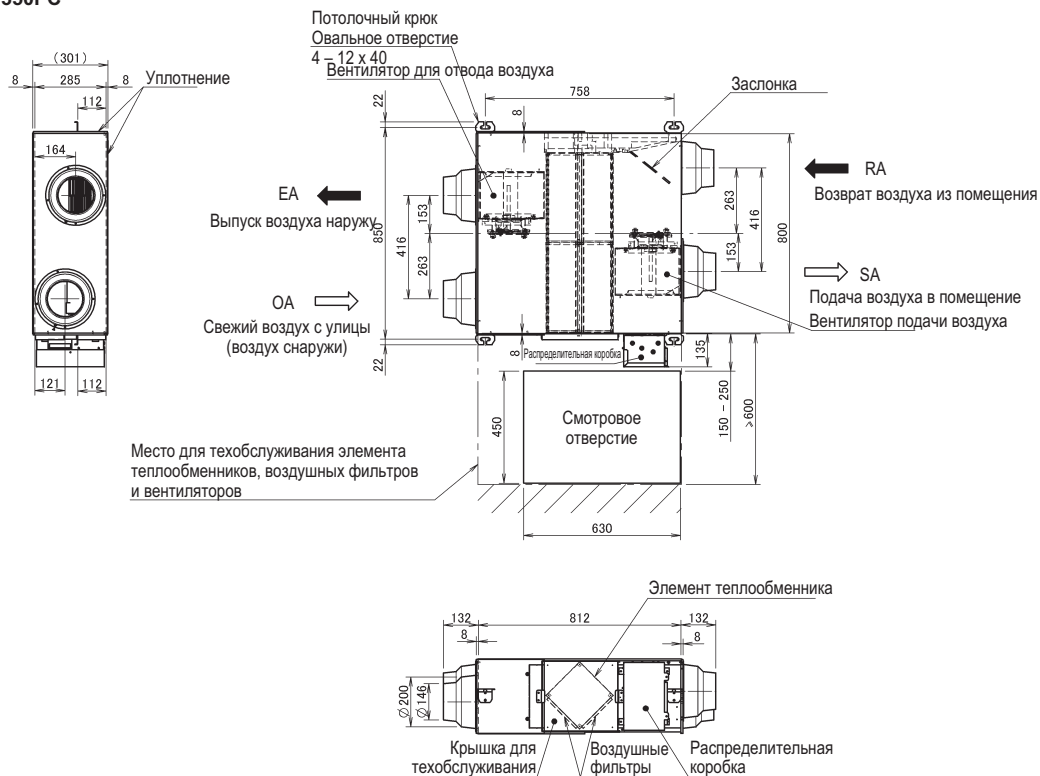 Потолочный крюк
Овальное отверстие
4 – 12 x 40
Вентилятор для отвода воздуха
(301)
8
285
8
Уплотнение
112
22
758
8
Заслонка
164
EA
Выпуск воздуха наружу
153
850
416
263
RA
Возврат воздуха из помещения
263
416
800
153
OA
Свежий воздух с улицы
(воздух снаружи)
SA
Подача воздуха в помещение
Вентилятор подачи воздуха
22
8
Распределительная коробка
135
121
112
450
Смотровое
отверстие
150 – 250
⩾600
Место для техобслуживания элемента
теплообменников, воздушных фильтров
и вентиляторов
630
Элемент теплообменника
132
812
132
8
8
∅200
∅146
Крышка для
техобслуживания
Воздушные
фильтры
Распределительная
коробка